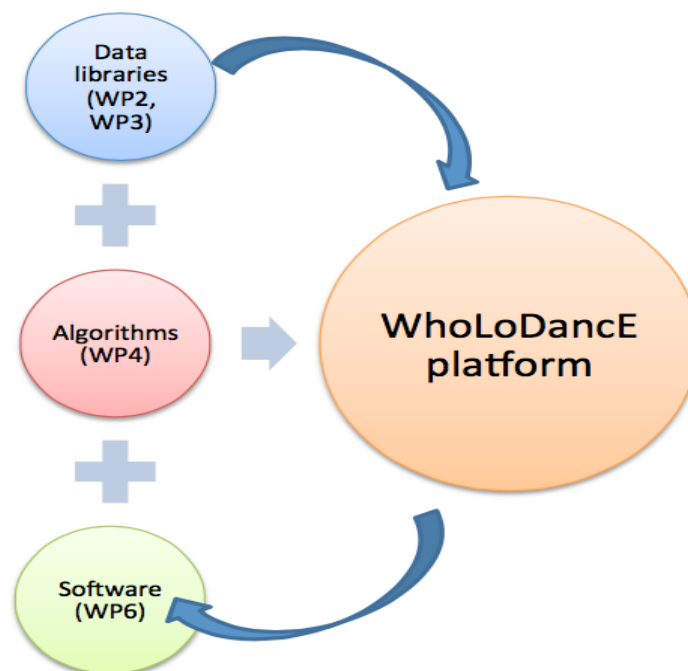 Data
libraries
(WP2,
WP3)
Algorithms
(WP4)
WhoLoDancE
platform
Software
(WP6)